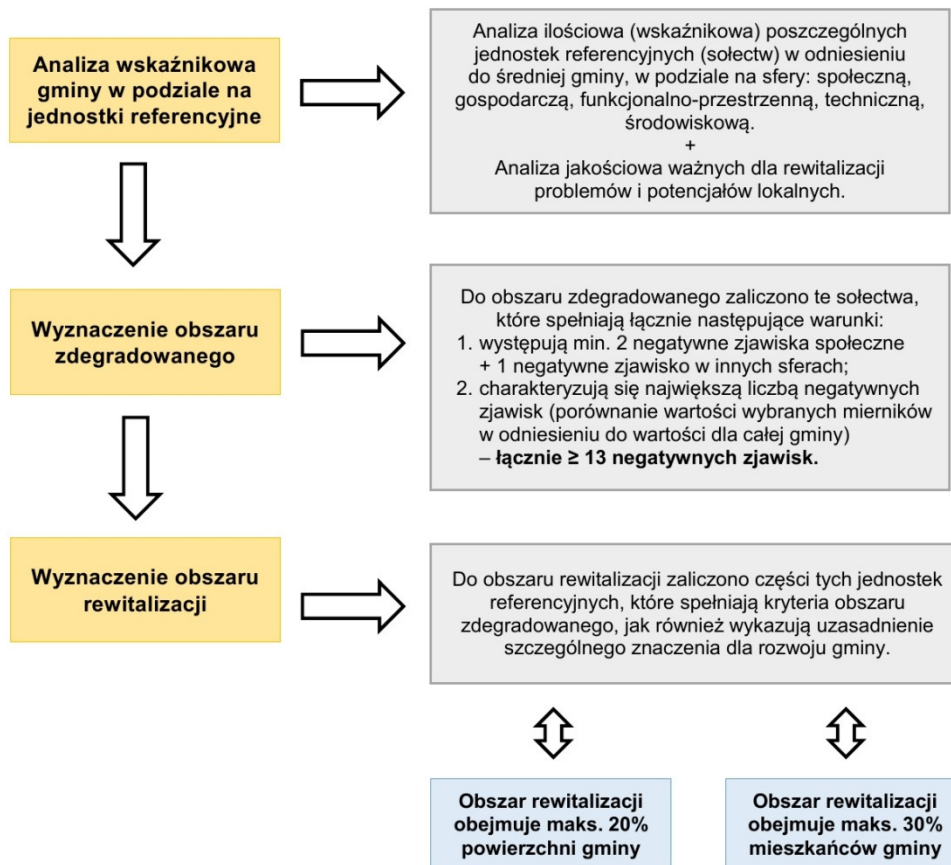 Analiza wskaźnikowa
gminy w podziale na
jednostki referencyjne
Analiza ilościowa (wskaźnikowa) poszczególnych
jednostek referencyjnych (sołectw) w odniesieniu
do średniej gminy, w podziale na sfery: społeczną,
gospodarczą, funkcjonalno-przestrzenną, techniczną,
środowiskową.
+
Analiza jakościowa ważnych dla rewitalizacji
problemów i potencjałów lokalnych.
Wyznaczenie obszaru
zdegradowanego
Do obszaru zdegradowanego zaliczono te sołectwa,
które spełniają łącznie następujące warunki:
1. występują min. 2 negatywne zjawiska społeczne
+ 1 negatywne zjawisko w innych sferach;
2. charakteryzują się największą liczbą negatywnych
zjawisk (porównanie wartości wybranych mierników
w odniesieniu do wartości dla całej gminy)
– łącznie ≥ 13 negatywnych zjawisk.
Wyznaczenie obszaru
rewitalizacji
Do obszaru rewitalizacji zaliczono części tych jednostek
referencyjnych, które spełniają kryteria obszaru
zdegradowanego, jak również wykazują uzasadnienie
szczególnego znaczenia dla rozwoju gminy.
Obszar rewitalizacji
obejmuje maks. 20%
powierzchni gminy
Obszar rewitalizacji
obejmuje maks. 30%
mieszkańców gminy